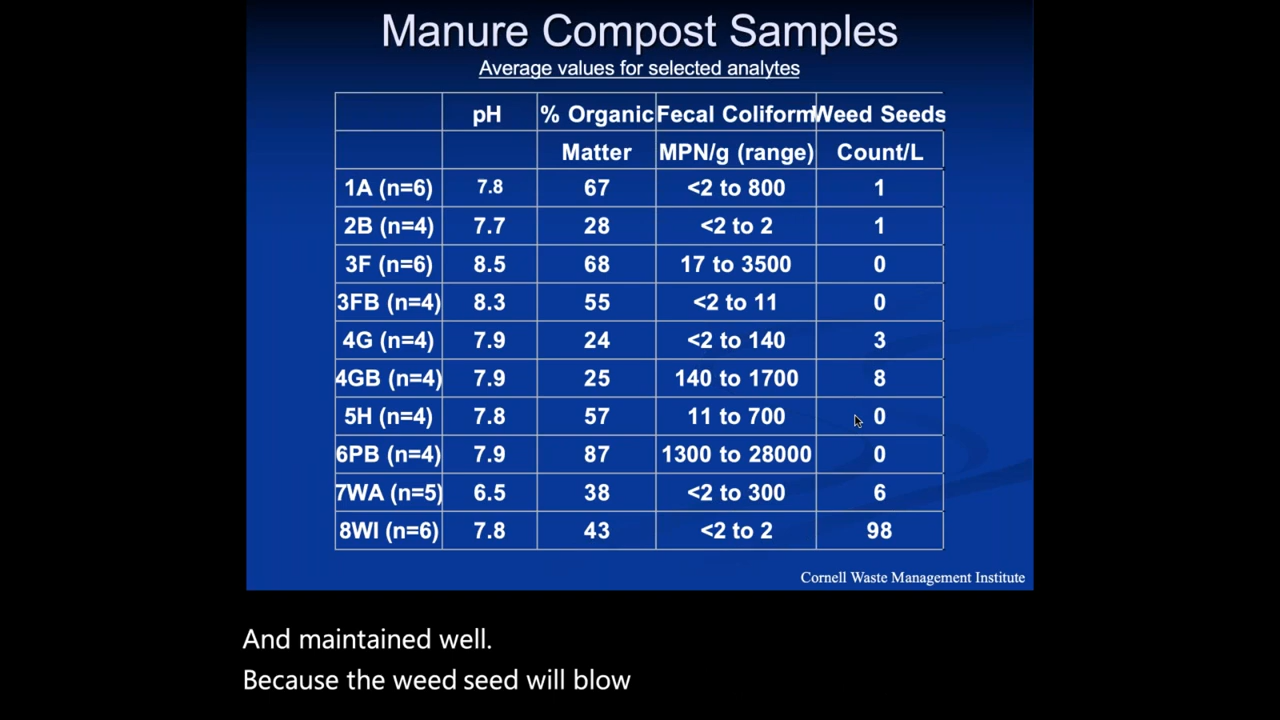 Manure Compost Samples
Average values for selected analytes
pH % Organic Fecal Coliform Weed Seeds
Matter MPN/g (range) Count/L
1A (n=6) 7.8 67 <2 to 800 1
2B (n=4) 7.7 28 <2 to 2 1
3F (n=6) 8.5 68 17 to 3500 0
3FB (n=4) 8.3 55 <2 to 11 0
4G (n=4) 7.9 24 <2 to 140 3
4GB (n=4) 7.9 25 140 to 1700 8
5H (n=4) 7.8 57 11 to 700 0
6PB (n=4) 7.9 87 1300 to 28000 0
7WA (n=5) 6.5 38 <2 to 300 6
8WI (n=6) 7.8 43 <2 to 2 98
Cornell Waste Management Institute
And maintained well.
Because the weed seed will blow